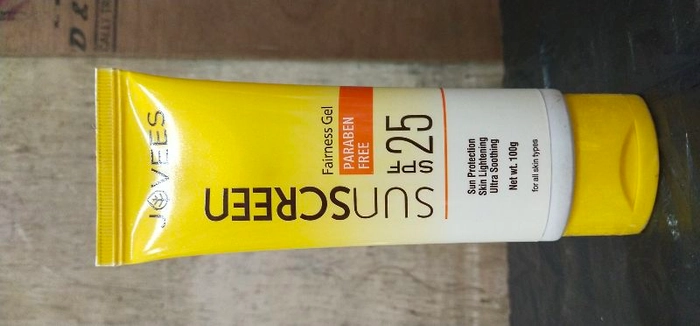 JOVEES
SUNSCREEN
Fairness Gel
PARABEN
FREE
SPF 25
Sun Protection
Skin Lightening
Ultra Soothing
Net wt. 100g
for all skin types